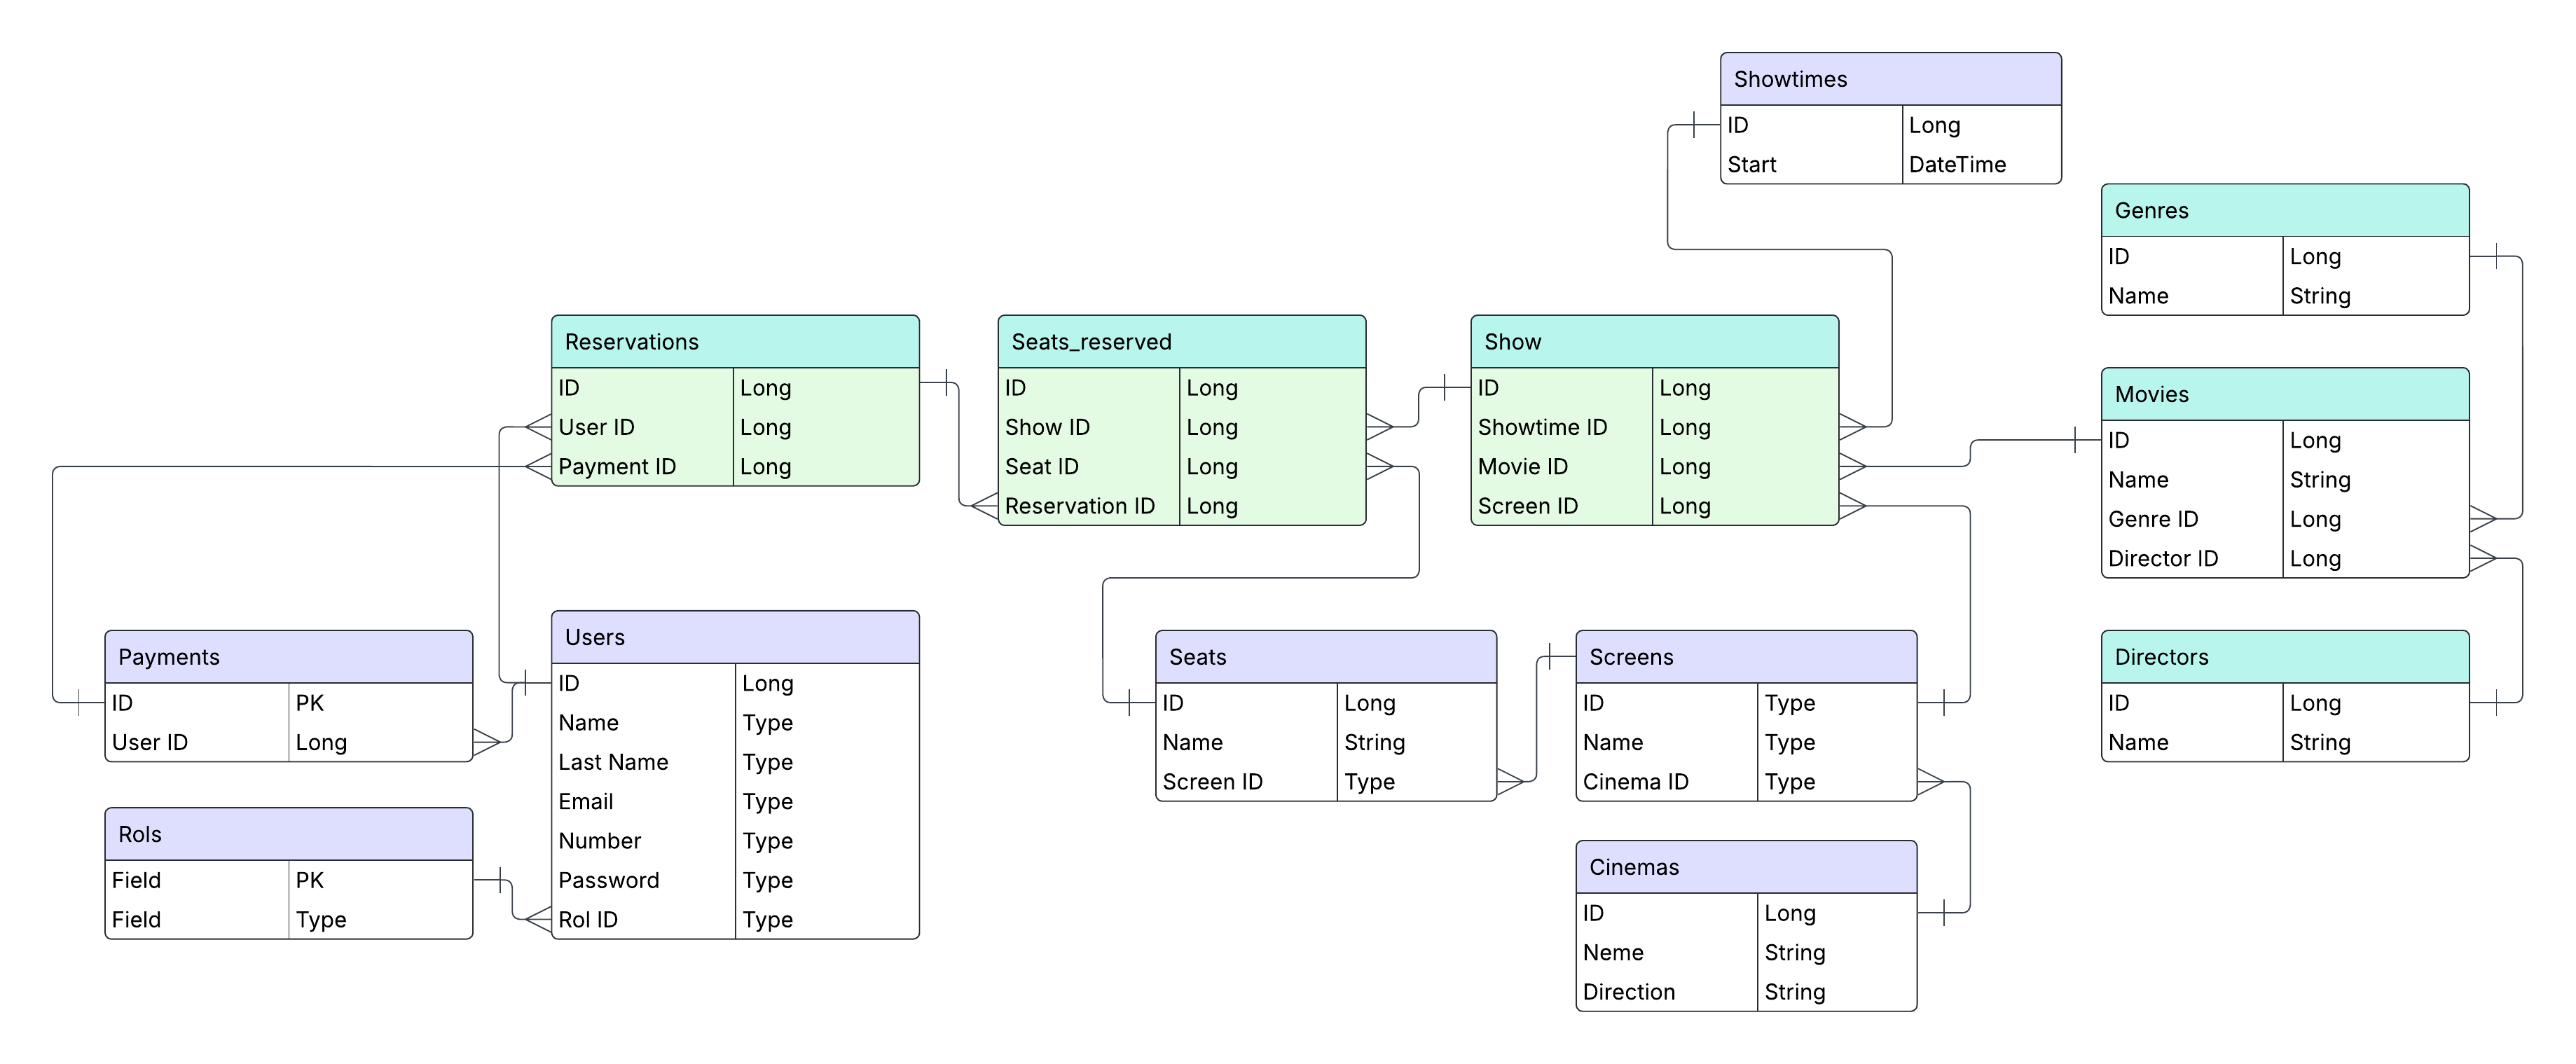 Showtimes
ID Long
Start DateTime
Genres
ID Long
Name String
Reservations
ID Long
User ID Long
Payment ID Long
Seats_reserved
ID Long
Show ID Long
Seat ID Long
Reservation ID Long
Show
ID Long
Showtime ID Long
Movie ID Long
Screen ID Long
Movies
ID Long
Name String
Genre ID Long
Director ID Long
Payments
ID PK
User ID Long
Users
ID Long
Name Type
Last Name Type
Email Type
Number Type
Password Type
Rol ID Type
Seats
ID Long
Name String
Screen ID Type
Screens
ID Type
Name Type
Cinema ID Type
Directors
ID Long
Name String
Rols
Field PK
Field Type
Cinemas
ID Long
Neme String
Direction String